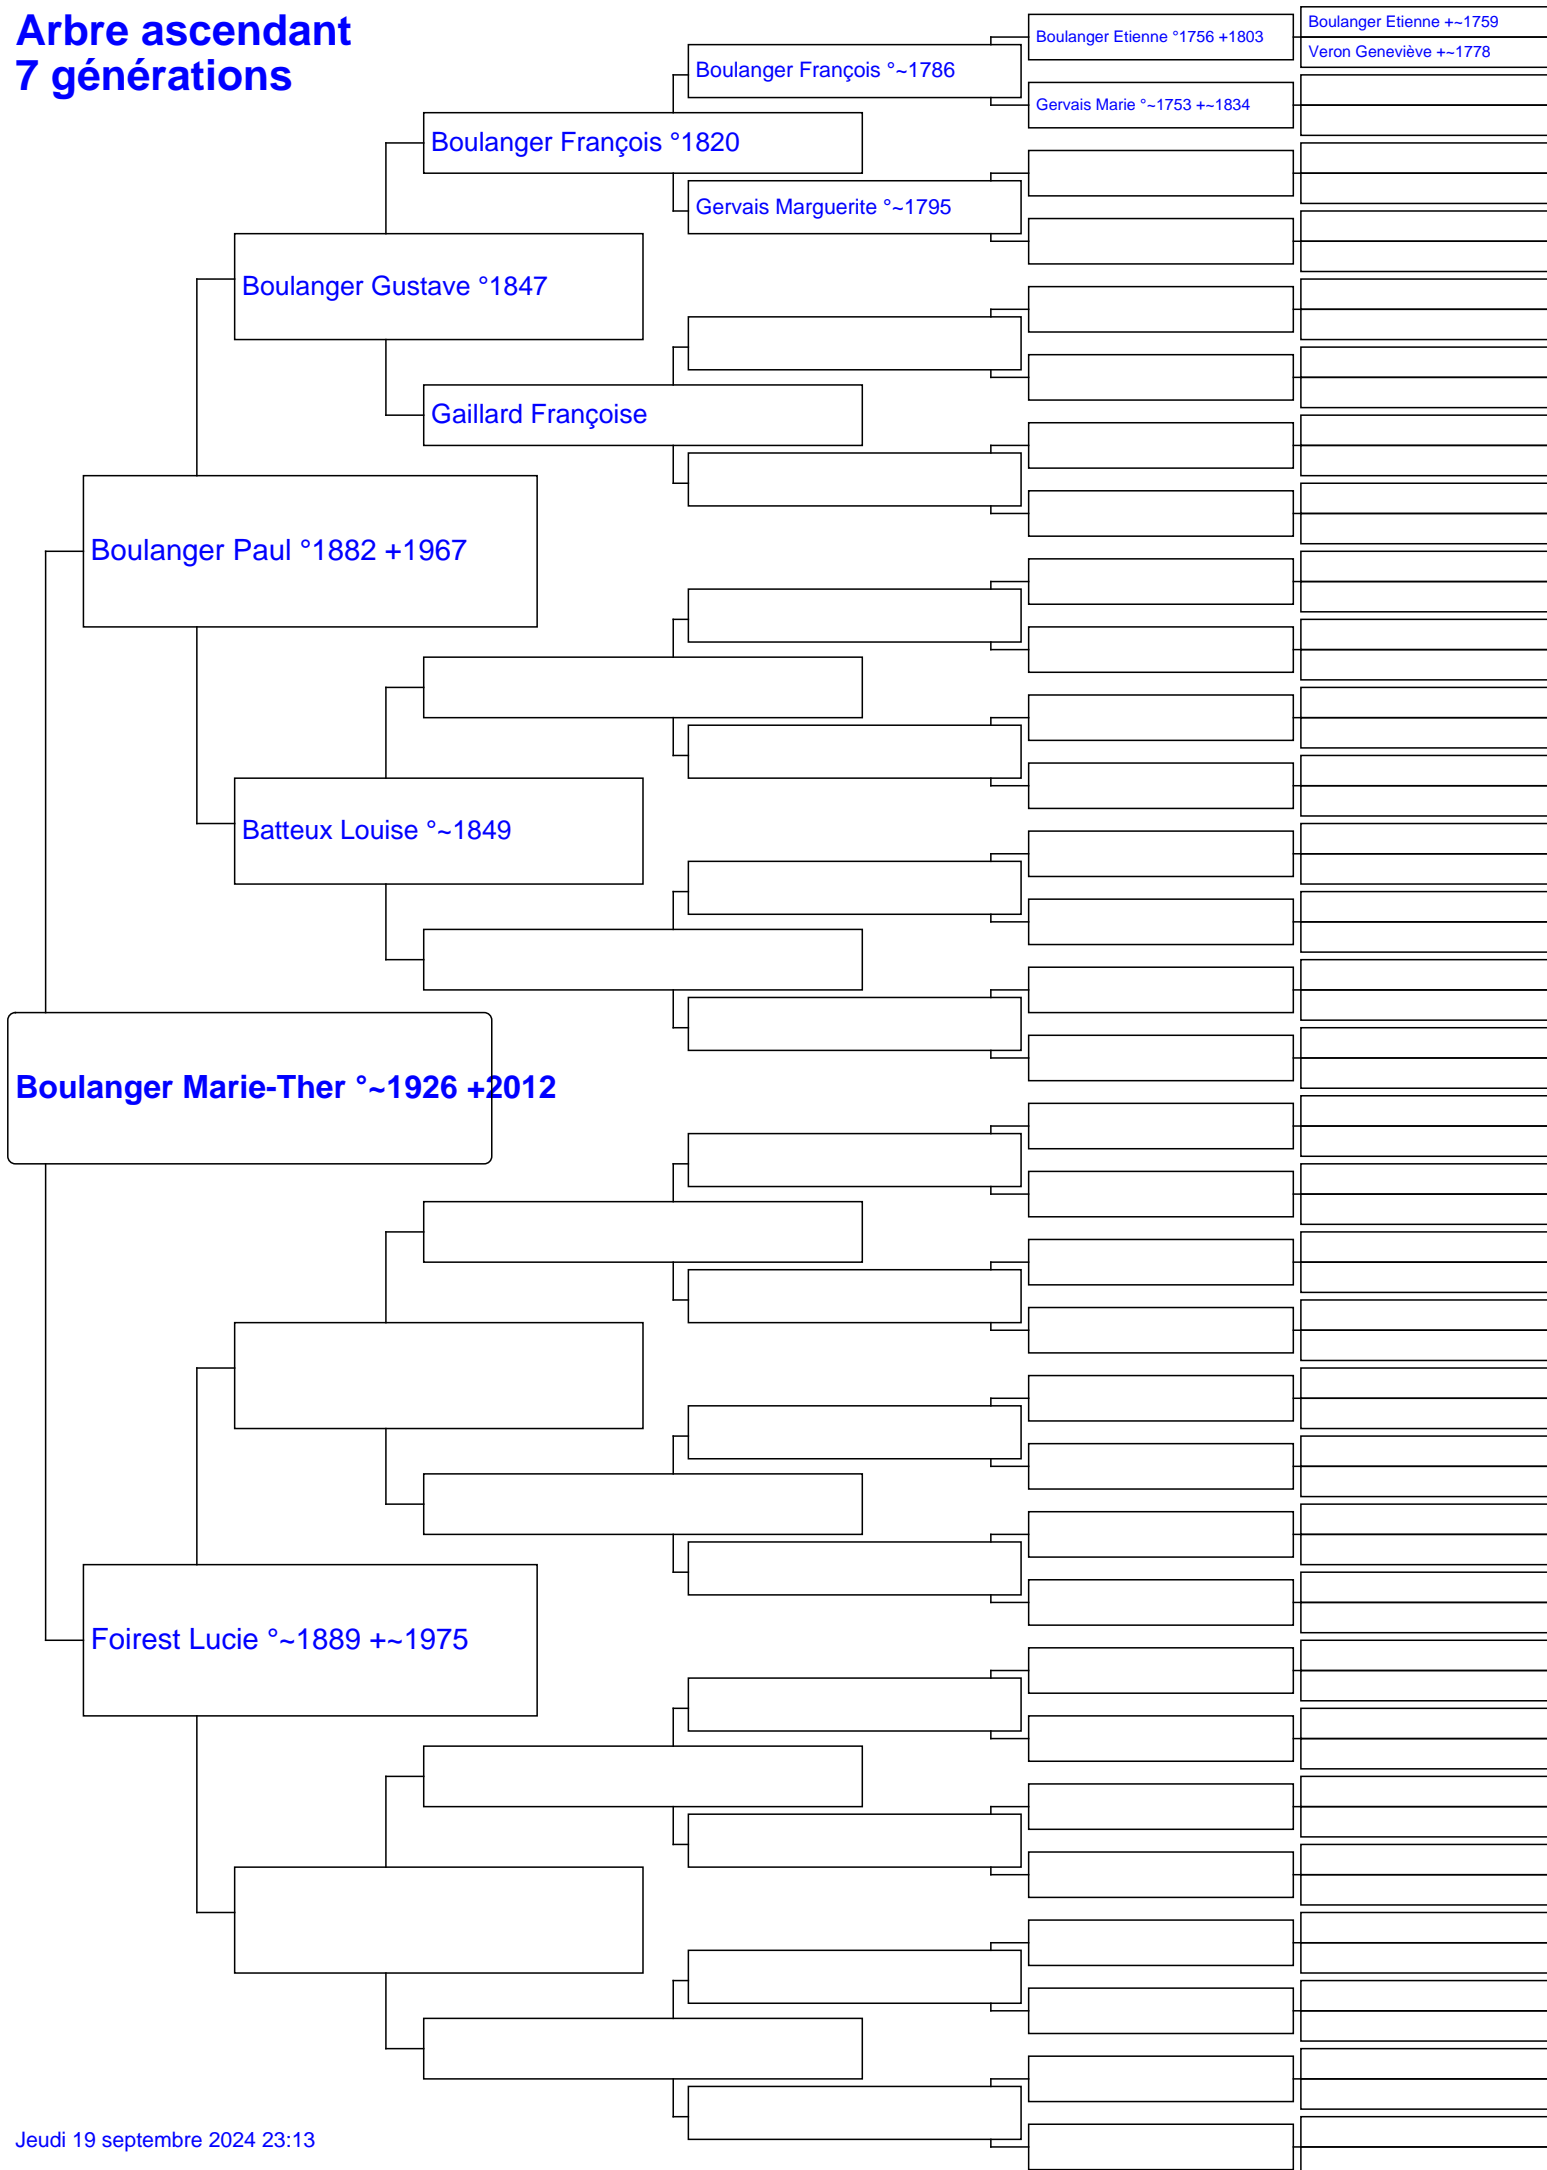 Arbre ascendant
7 générations
Boulanger Etienne +~1759
Boulanger Etienne °1756 +1803
Veron Geneviève +~1778
Boulanger François °~1786
Gervais Marie °~1753 +~1834
Boulanger François °1820
Gervais Marguerite °~1795
Boulanger Gustave °1847
Gaillard Françoise
Boulanger Paul °1882 +1967
Batteux Louise °~1849
Boulanger Marie-Ther °~1926 +2012
Foirest Lucie °~1889 +~1975
Jeudi 19 septembre 2024 23:13